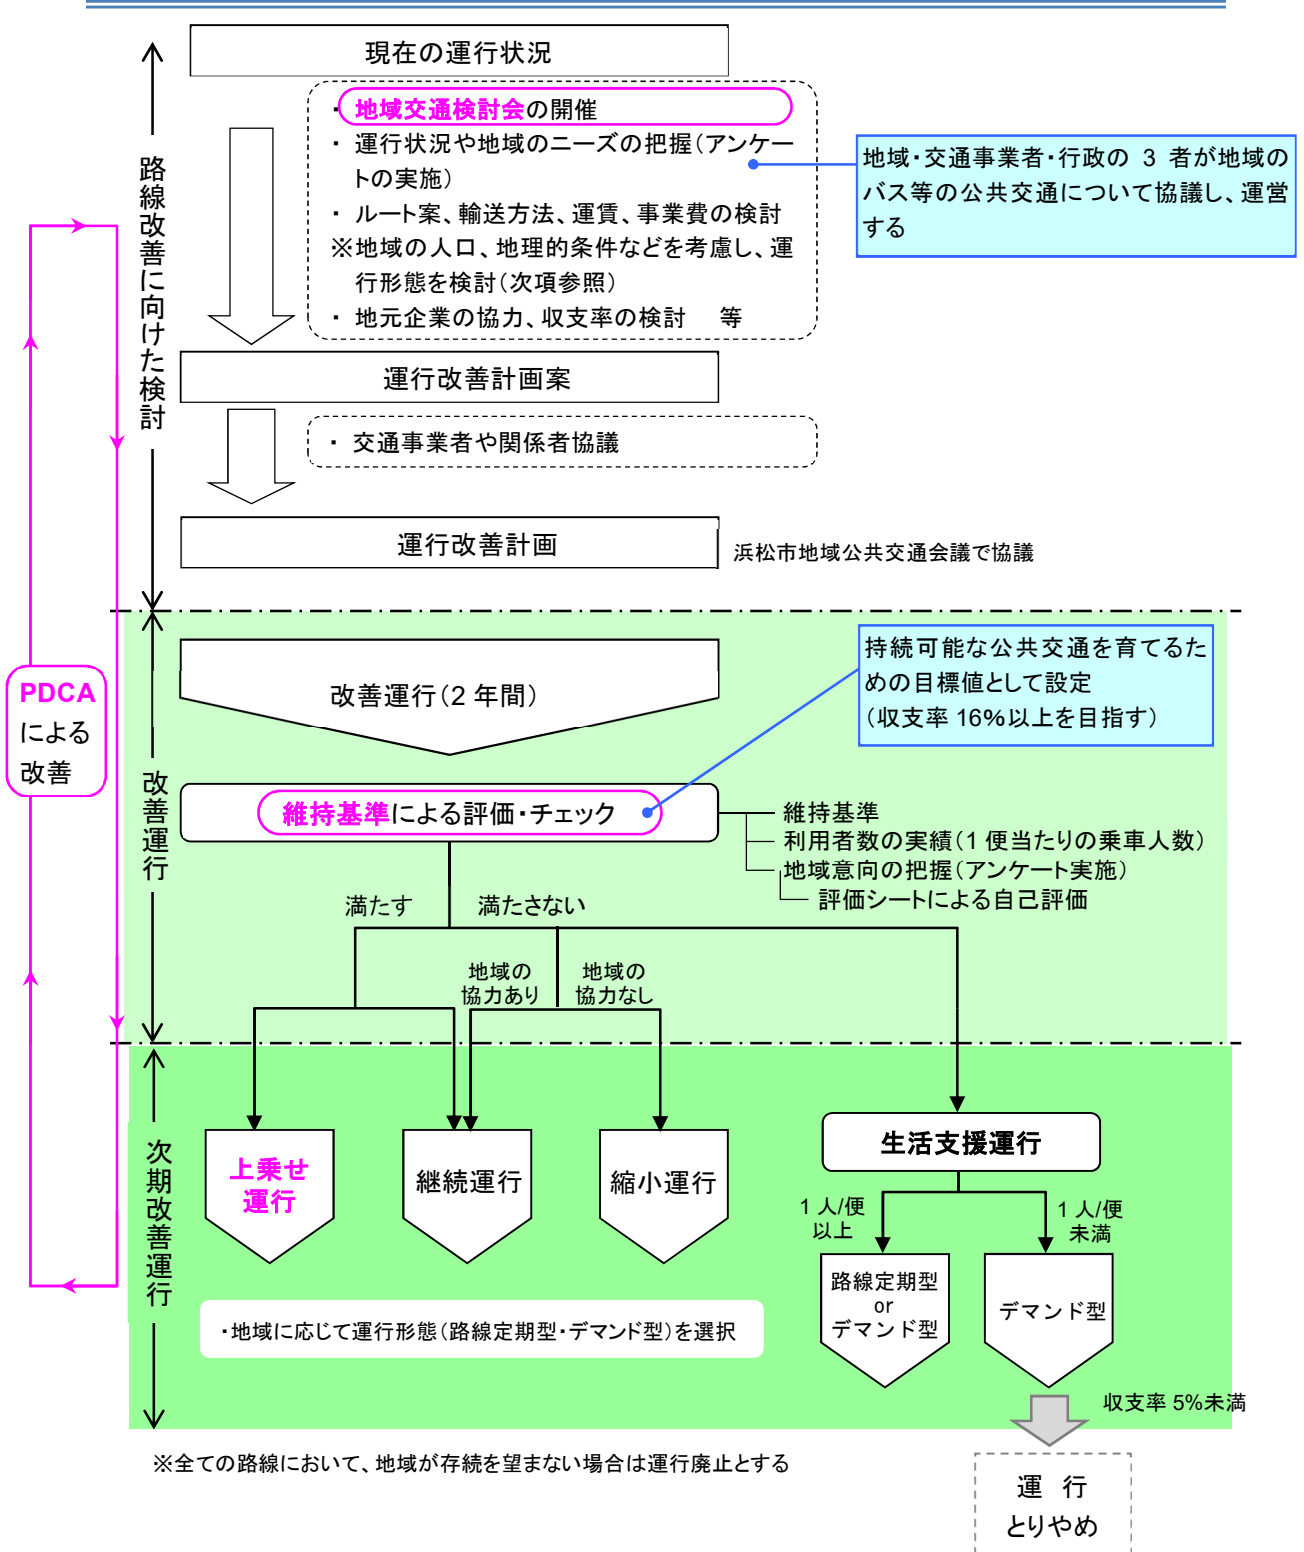 現在の運行状況
・地域交通検討会の開催
・ 運行状況や地域のニーズの把握（アンケー
トの実施）
・ ルート案、輸送方法、運賃、事業費の検討
※地域の人口、地理的条件などを考慮し、運
行形態を検討（次項参照）
・ 地元企業の協力、収支率の検討　等
地域・交通事業者・行政の 3 者が地域の
バス等の公共交通について協議し、運営
する
路線改善に向けた検討
運行改善計画案
・ 交通事業者や関係者協議
運行改善計画
浜松市地域公共交通会議で協議
PDCA
による
改善
改善運行
改善運行（2 年間）
持続可能な公共交通を育てるた
めの目標値として設定
（収支率 16%以上を目指す）
維持基準による評価・チェック
維持基準
利用者数の実績（1 便当たりの乗車人数）
地域意向の把握（アンケート実施）
評価シートによる自己評価
満たす
満たさない
地域の
協力あり
地域の
協力なし
次期改善運行
上乗せ
運行
継続運行
縮小運行
生活支援運行
1 人/便
以上
1 人/便
未満
路線定期型
or
デマンド型
デマンド型
・地域に応じて運行形態（路線定期型・デマンド型）を選択
収支率 5%未満
※全ての路線において、地域が存続を望まない場合は運行廃止とする
運 行
とりやめ